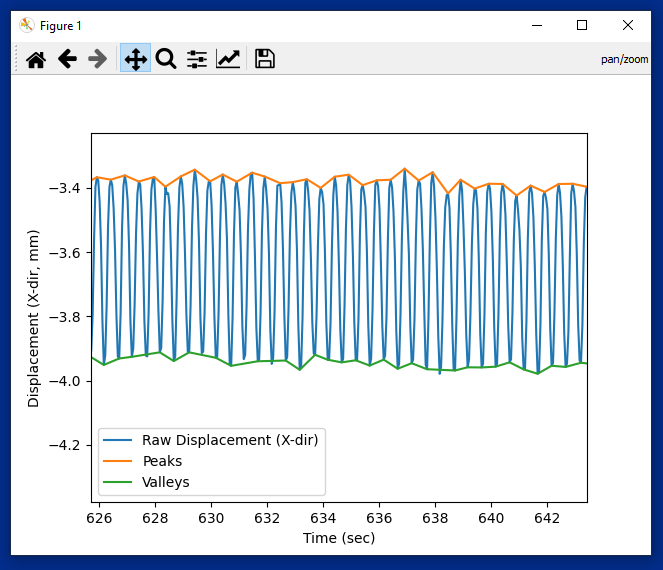 Figure 1
pan/zoom
−3.4
−3.6
−3.8
−4.0
−4.2
Displacement (X-dir, mm)
Raw Displacement (X-dir)
Peaks
Valleys
626 628 630 632 634 636 638 640 642
Time (sec)